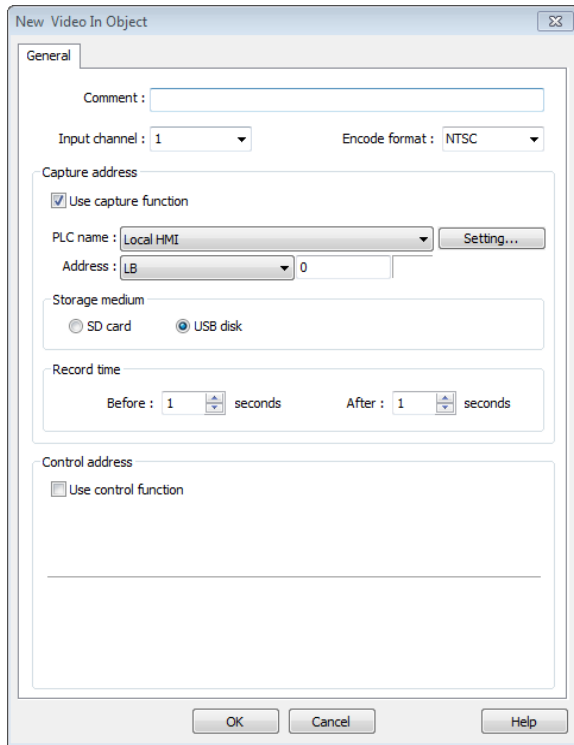 New Video In Object
General
Comment :
Input channel : 1 Encode format : NTSC
Capture address
Use capture function
PLC name : Local HMI Setting...
Address : LB 0
Storage medium
SD card USB disk
Record time
Before : 1 seconds After : 1 seconds
Control address
Use control function
OK Cancel Help